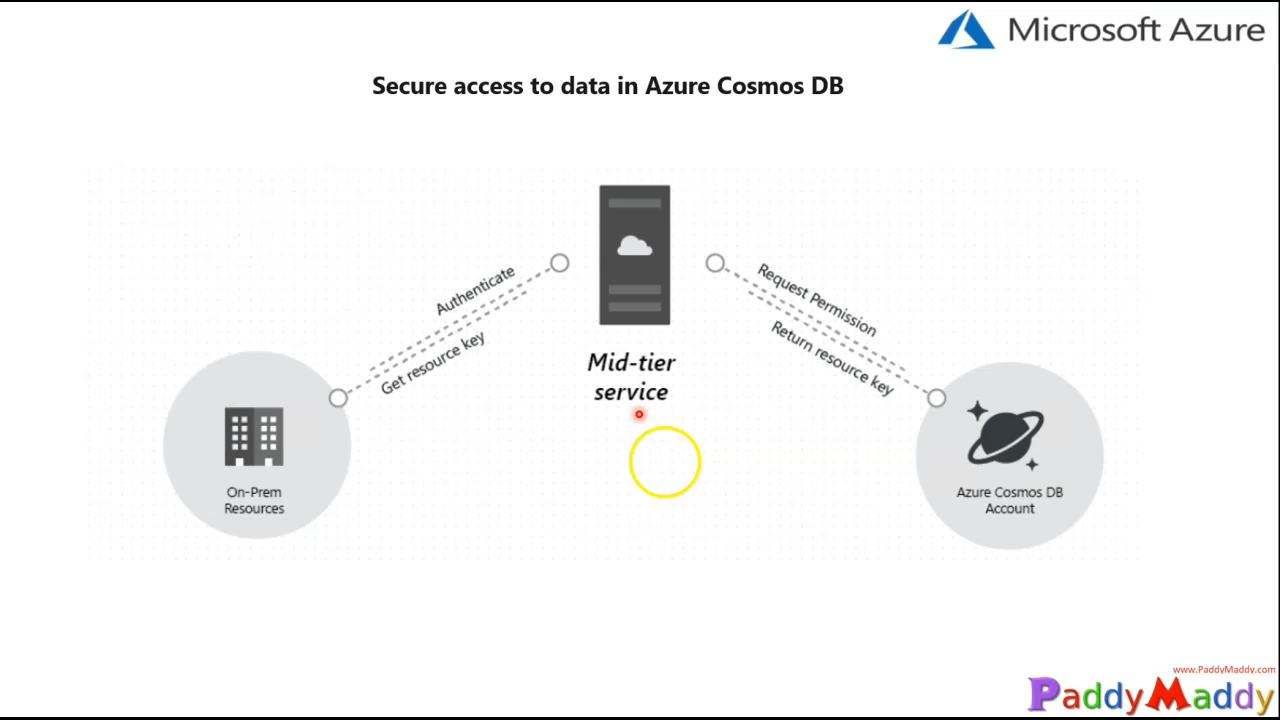 Microsoft Azure
Secure access to data in Azure Cosmos DB
Authenticate
Get resource key
Request Permission
Return resource key
Mid-tier
service
On-Prem
Resources
Azure Cosmos DB
Account
www.PaddyMaddy.com
PaddyMaddy